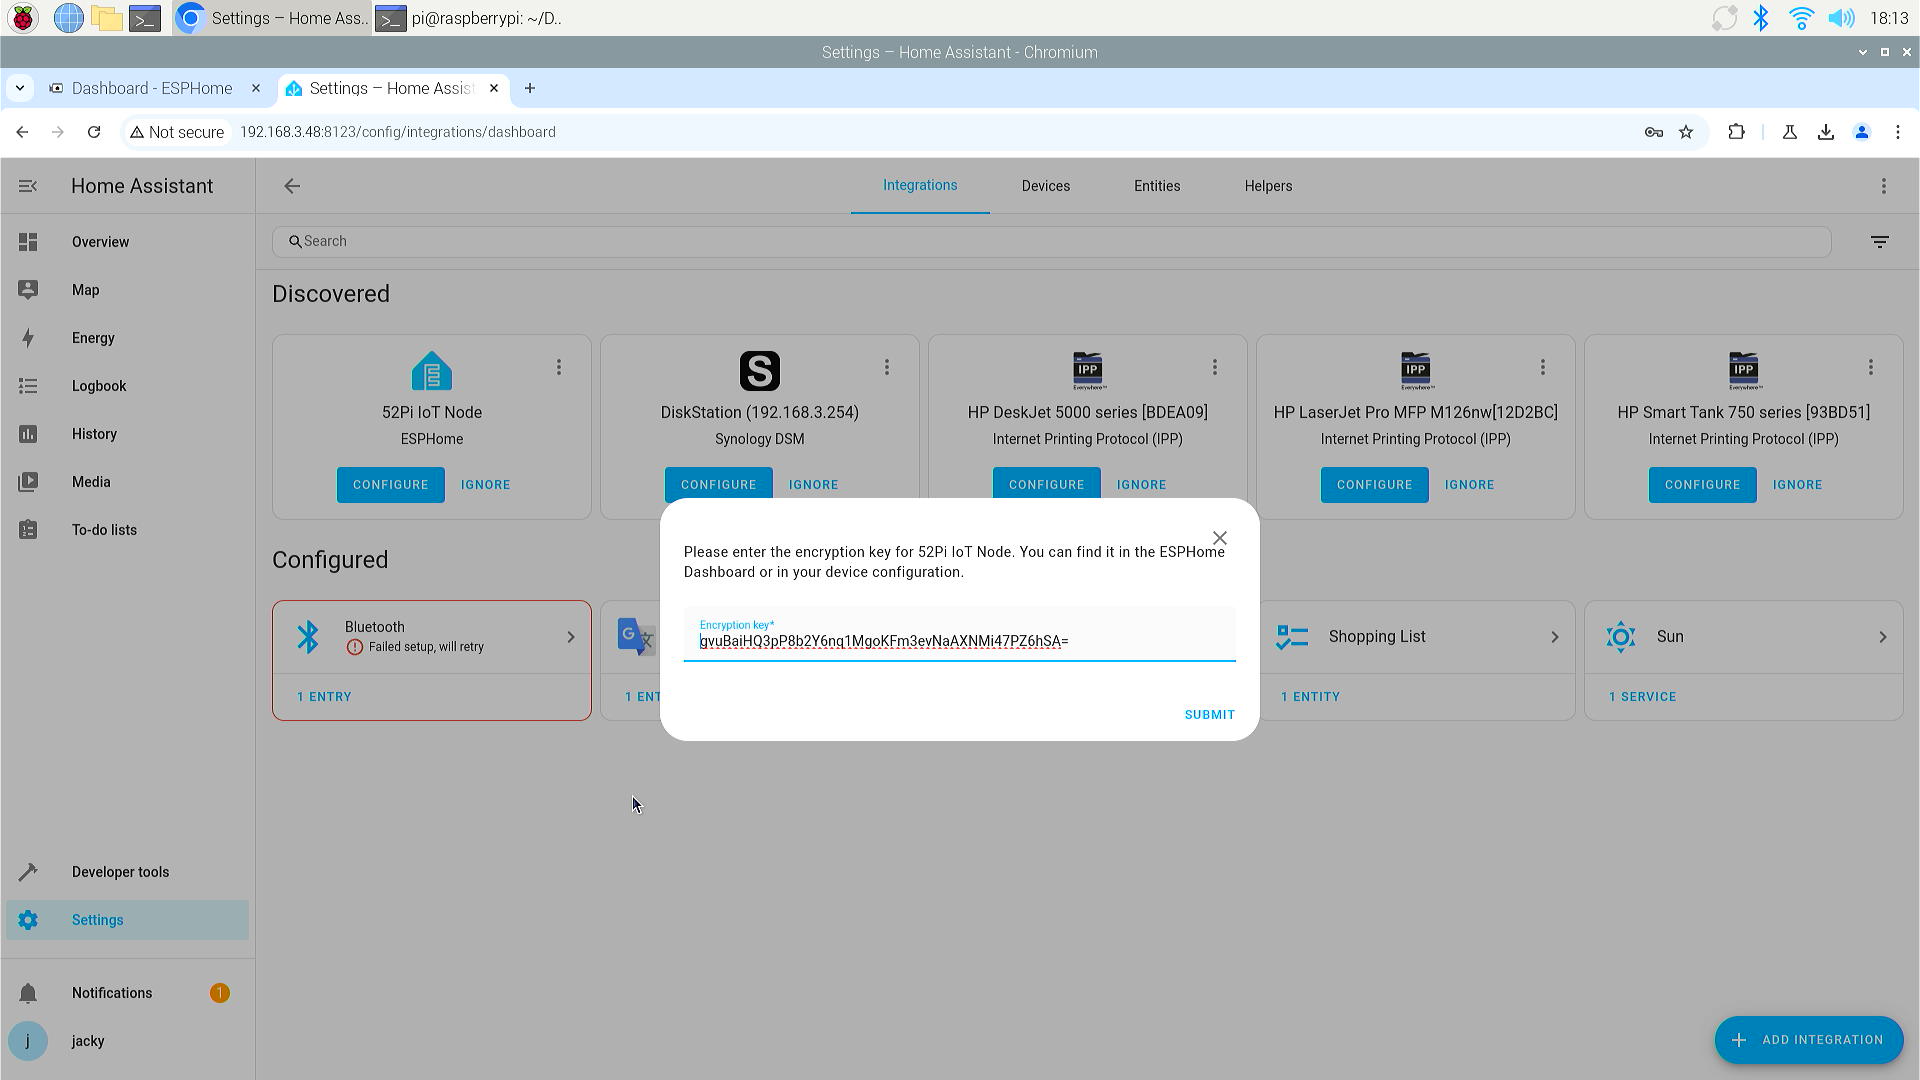 Settings – Home Ass..
pi@raspberrypi: ~/D..
18:13
Settings – Home Assistant - Chromium
Dashboard - ESPHome
Settings – Home Assist
Not secure
192.168.3.48:8123/config/integrations/dashboard
Home Assistant
Integrations
Devices
Entities
Helpers
Overview
Map
Energy
Logbook
History
Media
To-do lists
Developer tools
Settings
Notifications
1
j
jacky
Search
Discovered
52Pi IoT Node
ESPHome
CONFIGURE
IGNORE
S
DiskStation (192.168.3.254)
Synology DSM
CONFIGURE
IGNORE
IPP
Everywhere™
HP DeskJet 5000 series [BDEA09]
Internet Printing Protocol (IPP)
CONFIGURE
IGNORE
IPP
Everywhere™
HP LaserJet Pro MFP M126nw[12D2BC]
Internet Printing Protocol (IPP)
CONFIGURE
IGNORE
IPP
Everywhere™
HP Smart Tank 750 series [93BD51]
Internet Printing Protocol (IPP)
CONFIGURE
IGNORE
Configured
Bluetooth
Failed setup, will retry
1 ENTRY
G
文
1 ENT
Shopping List
1 ENTITY
Sun
1 SERVICE
Please enter the encryption key for 52Pi IoT Node. You can find it in the ESPHome
Dashboard or in your device configuration.
Encryption key*
gvuBaiHQ3pP8b2Y6nq1MgoKFm3evNaAXNMi47PZ6hSA=
SUBMIT
ADD INTEGRATION